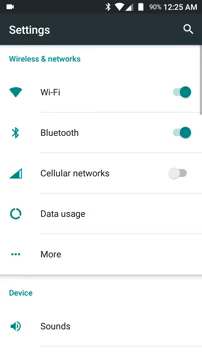 90% 12:25 AM
Settings
Wireless & networks
Wi-Fi
Bluetooth
Cellular networks
Data usage
More
Device
Sounds